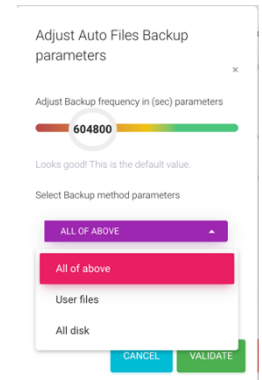 Adjust Auto Files Backup
parameters
×
Adjust Backup frequency in (sec) parameters
604800
Looks good! This is the default value.
Select Backup method parameters
ALL OF ABOVE
All of above
User files
All disk
CANCEL VALIDATE